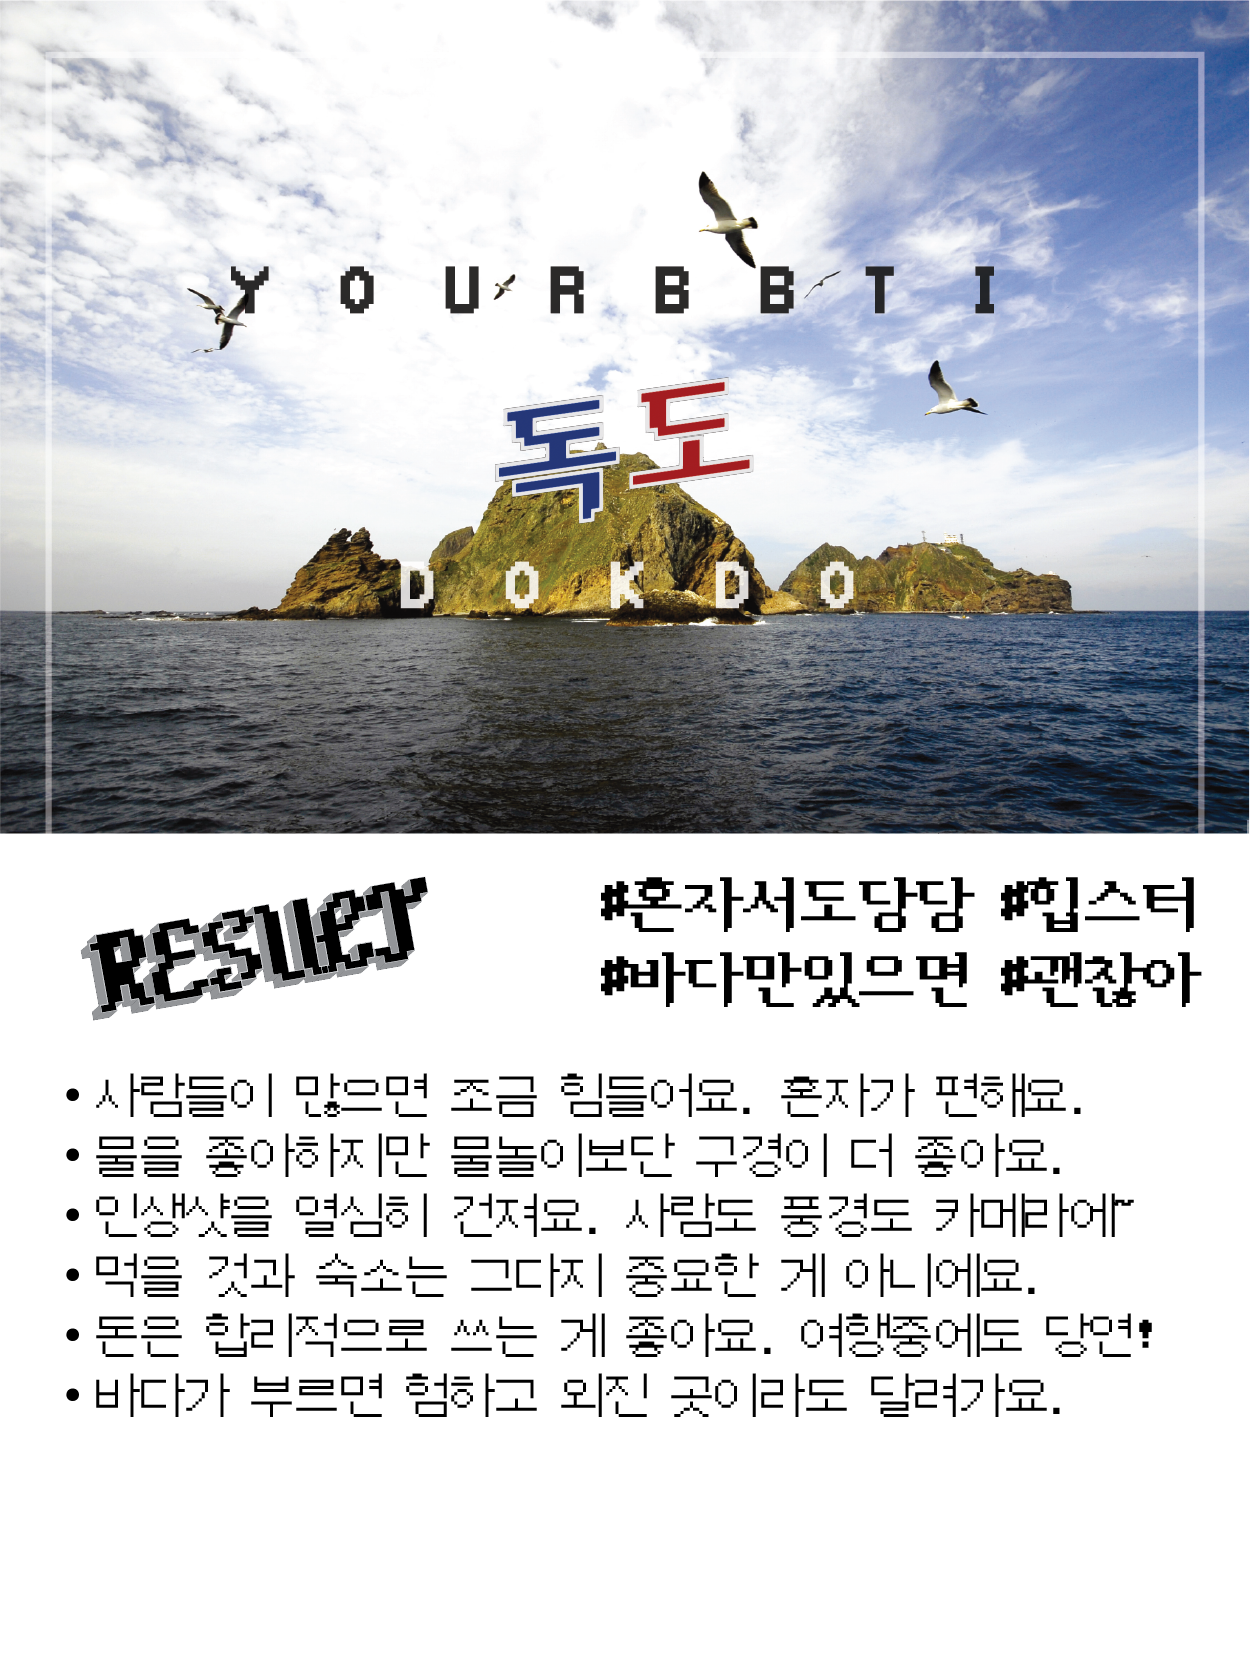 YOURBBTI
독도
DOKDO
RESULT
#혼자서도당당 #힙스터
#바다만있으면 #괜찮아
• 사람들이 많으면 조금 힘들어요. 혼자가 편해요.
• 물을 좋아하지만 물놀이보단 구경이 더 좋아요.
• 인생샷을 열심히 건져요. 사람도 풍경도 카메라에~
• 먹을 것과 숙소는 그다지 중요한 게 아니에요.
• 돈은 합리적으로 쓰는 게 좋아요. 여행중에도 당연!
• 바다가 부르면 험하고 외진 곳이라도 달려가요.